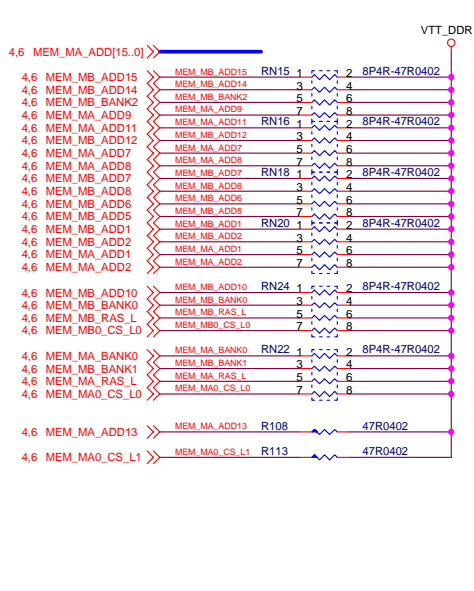 VTT_DDR
4,6 MEM_MA_ADD[15..0]
4,6 MEM_MB_ADD15 MEM_MB_ADD15 RN15 1 2 8P4R-47R0402
4,6 MEM_MB_ADD14 MEM_MB_ADD14 3 4
4,6 MEM_MB_BANK2 MEM_MB_BANK2 5 6
4,6 MEM_MA_ADD9 MEM_MA_ADD9 7 8
4,6 MEM_MA_ADD11 MEM_MA_ADD11 RN16 1 2 8P4R-47R0402
4,6 MEM_MB_ADD12 MEM_MB_ADD12 3 4
4,6 MEM_MA_ADD7 MEM_MA_ADD7 5 6
4,6 MEM_MA_ADD8 MEM_MA_ADD8 7 8
4,6 MEM_MB_ADD7 MEM_MB_ADD7 RN18 1 2 8P4R-47R0402
4,6 MEM_MB_ADD8 MEM_MB_ADD8 3 4
4,6 MEM_MB_ADD6 MEM_MB_ADD6 5 6
4,6 MEM_MB_ADD5 MEM_MB_ADD5 7 8
4,6 MEM_MB_ADD1 MEM_MB_ADD1 RN20 1 2 8P4R-47R0402
4,6 MEM_MB_ADD2 MEM_MB_ADD2 3 4
4,6 MEM_MA_ADD1 MEM_MA_ADD1 5 6
4,6 MEM_MA_ADD2 MEM_MA_ADD2 7 8
4,6 MEM_MB_ADD10 MEM_MB_ADD10 RN24 1 2 8P4R-47R0402
4,6 MEM_MB_BANK0 MEM_MB_BANK0 3 4
4,6 MEM_MB_RAS_L MEM_MB_RAS_L 5 6
4,6 MEM_MB0_CS_L0 MEM_MB0_CS_L0 7 8
4,6 MEM_MA_BANK0 MEM_MA_BANK0 RN22 1 2 8P4R-47R0402
4,6 MEM_MB_BANK1 MEM_MB_BANK1 3 4
4,6 MEM_MA_RAS_L MEM_MA_RAS_L 5 6
4,6 MEM_MA0_CS_L0 MEM_MA0_CS_L0 7 8
4,6 MEM_MA_ADD13 MEM_MA_ADD13 R108 47R0402
4,6 MEM_MA0_CS_L1 MEM_MA0_CS_L1 R113 47R0402